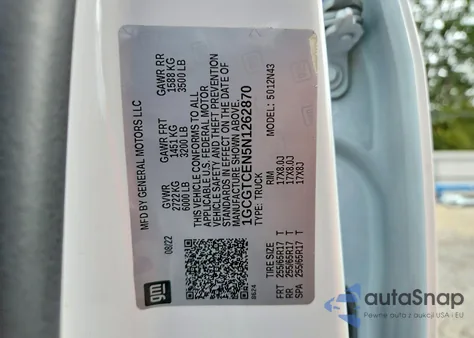 MFD BY GENERAL MOTORS LLC
08/22
GVWR
2722 KG
6000 LB
GAWR FRT
1451 KG
3200 LB
GAWR RR
1588 KG
3500 LB
THIS VEHICLE CONFORMS TO ALL
APPLICABLE U.S. FEDERAL MOTOR
VEHICLE SAFETY AND THEFT PREVENTION
STANDARDS IN EFFECT ON THE DATE OF
MANUFACTURE SHOWN ABOVE.
1GCGTCEN5N1262870
TYPE: TRUCK
MODEL: 5012N43
TIRE SIZE
RIM
FRT 255/65R17 T 17X8.0J
RR 255/65R17 T 17X8.0J
SPA 255/65R17 T 17X8J
gm
autoSnap
Pewne auto z aukcji USA i EU